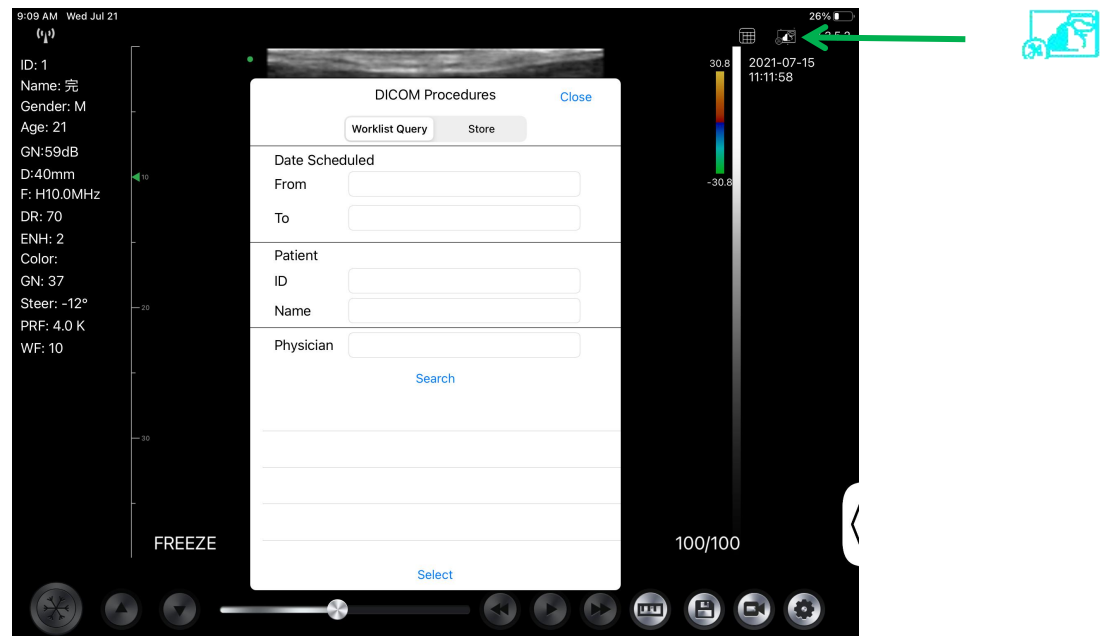 9:09 AM Wed Jul 21
26%
ID: 1
Name: 完
Gender: M
Age: 21
GN:59dB
D:40mm
F: H10.0MHz
DR: 70
ENH: 2
Color:
GN: 37
Steer: -12°
PRF: 4.0 K
WF: 10
10
20
30
FREEZE
DICOM Procedures
Close
Worklist Query
Store
Date Scheduled
From
To
Patient
ID
Name
Physician
Search
Select
30.8
-30.8
2021-07-15
11:11:58
100/100